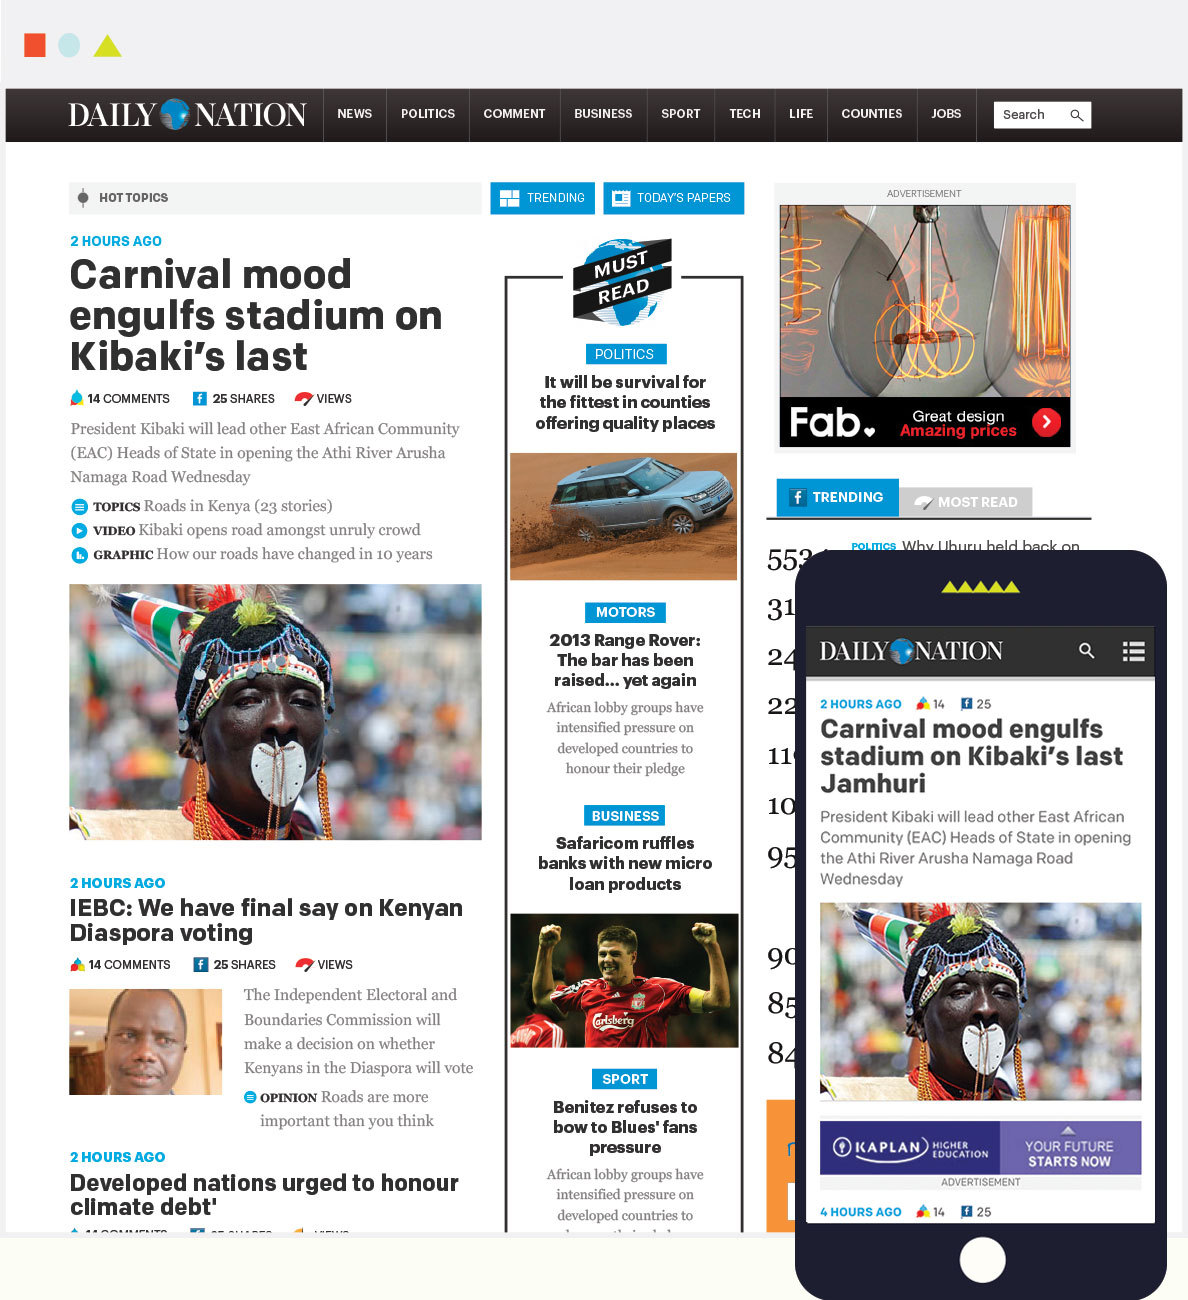 DAILY NATION
NEWS
POLITICS
COMMENT
BUSINESS
SPORT
TECH
LIFE
COUNTIES
JOBS
Search
HOT TOPICS
2 HOURS AGO
Carnival mood
engulfs stadium on
Kibaki’s last
14 COMMENTS
25 SHARES
VIEWS
President Kibaki will lead other East African Community
(EAC) Heads of State in opening the Athi River Arusha
Namaga Road Wednesday
TOPICS Roads in Kenya (23 stories)
VIDEO Kibaki opens road amongst unruly crowd
GRAPHIC How our roads have changed in 10 years
2 HOURS AGO
IEBC: We have final say on Kenyan
Diaspora voting
14 COMMENTS
25 SHARES
VIEWS
The Independent Electoral and
Boundaries Commission will
make a decision on whether
Kenyans in the Diaspora will vote
OPINION Roads are more
important than you think
2 HOURS AGO
Developed nations urged to honour
climate debt'
14 COMMENTS
25 SHARES
VIEWS
TRENDING
TODAY'S PAPERS
MUST
READ
POLITICS
It will be survival for
the fittest in counties
offering quality places
MOTORS
2013 Range Rover:
The bar has been
raised... yet again
African lobby groups have
intensified pressure on
developed countries to
honour their pledge
BUSINESS
Safaricom ruffles
banks with new micro
loan products
Carlsberg
SPORT
Benitez refuses to
bow to Blues' fans
pressure
African lobby groups have
intensified pressure on
developed countries to
ADVERTISEMENT
Fab.
Great design
Amazing prices
TRENDING
MOST READ
POLITICS Why Uhuru held back on
553
31
24
22
11
10
95
90
85
84
DAILY NATION
2 HOURS AGO
14
25
Carnival mood engulfs
stadium on Kibaki’s last
Jamhuri
President Kibaki will lead other East African
Community (EAC) Heads of State in opening
the Athi River Arusha Namaga Road
Wednesday
KAPLAN
HIGHER
EDUCATION
YOUR FUTURE
STARTS NOW
ADVERTISEMENT
4 HOURS AGO
14
25